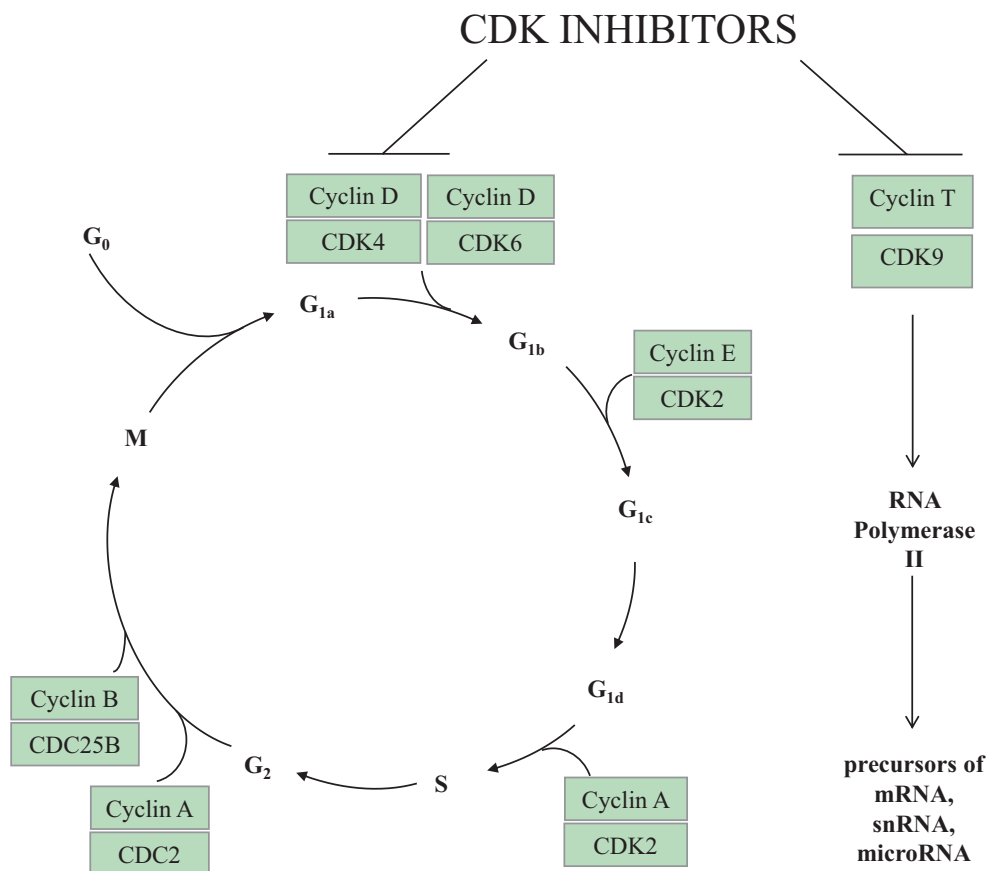 CDK INHIBITORS
Cyclin D
CDK4
Cyclin D
CDK6
Cyclin T
CDK9
G₀
G₁ₐ
G₁b
Cyclin E
CDK2
M
G₁c
RNA
Polymerase
II
G₁d
Cyclin B
CDC25B
G₂
S
Cyclin A
CDC2
Cyclin A
CDK2
precursors of
mRNA,
snRNA,
microRNA